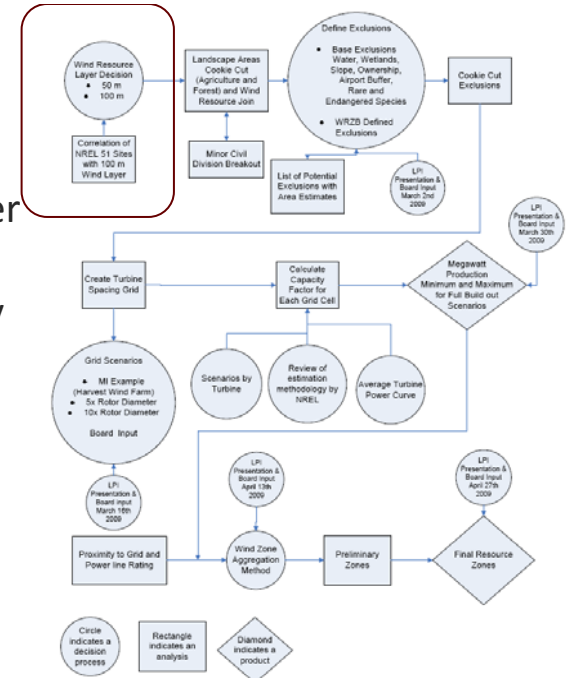 Wind Resource
Layer Decision
• 50 m
• 100 m
Correlation of
NREL 51 Sites
with 100 m
Wind Layer
Landscape Areas
Cookie Cut
(Agriculture and
Forest) and Wind
Resource Join
Minor Civil
Division Breakout
Define Exclusions
• Base Exclusions
Water, Wetlands,
Slope, Ownership,
Airport Buffer,
Rare and
Endangered Species
• WRZB Defined
Exclusions
List of Potential
Exclusions with
Area Estimates
LPI
Presentation &
Board Input
March 2nd
2009
Cookie Cut
Exclusions
er
y
LPI
Presentation &
Board Input
March 30th
2009
Create Turbine
Spacing Grid
Calculate
Capacity
Factor for
Each Grid Cell
Megawatt
Production
Minimum and Maximum
for Full Build out
Scenarios
Grid Scenarios
• MI Example
(Harvest Wind Farm)
• 5x Rotor Diameter
• 10x Rotor Diameter
Board Input
Scenarios by
Turbine
Review of
estimation
methodology by
NREL
Average Turbine
Power Curve
LPI
Presentation &
Board Input
March 16th
2009
LPI
Presentation &
Board Input
April 13th
2009
LPI
Presentation &
Board Input
April 27th
2009
Proximity to Grid and
Power line Rating
Wind Zone
Aggregation
Method
Preliminary
Zones
Final Resource
Zones
Circle
indicates a
decision
process
Rectangle
indicates an
analysis
Diamond
indicates a
product